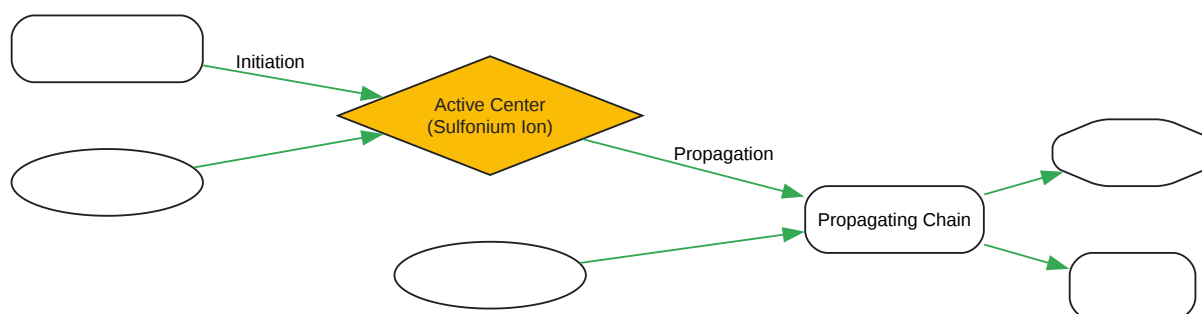 Initiation
Active Center
(Sulfonium Ion)
Propagation
Propagating Chain